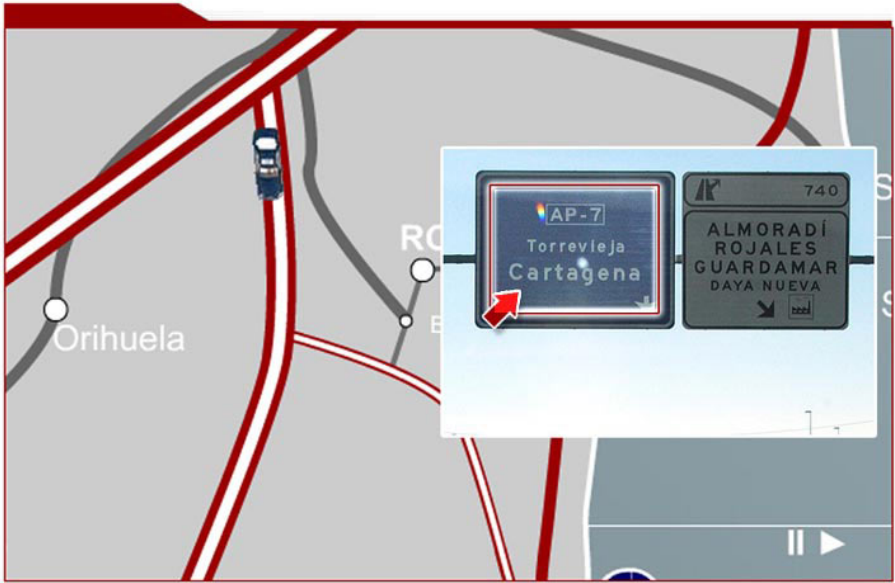 RO
S
Orihuela
S
AP-7
Torrevieja
Cartagena
740
ALMORADÍ
ROJALES
GUARDAMAR
DAYA NUEVA